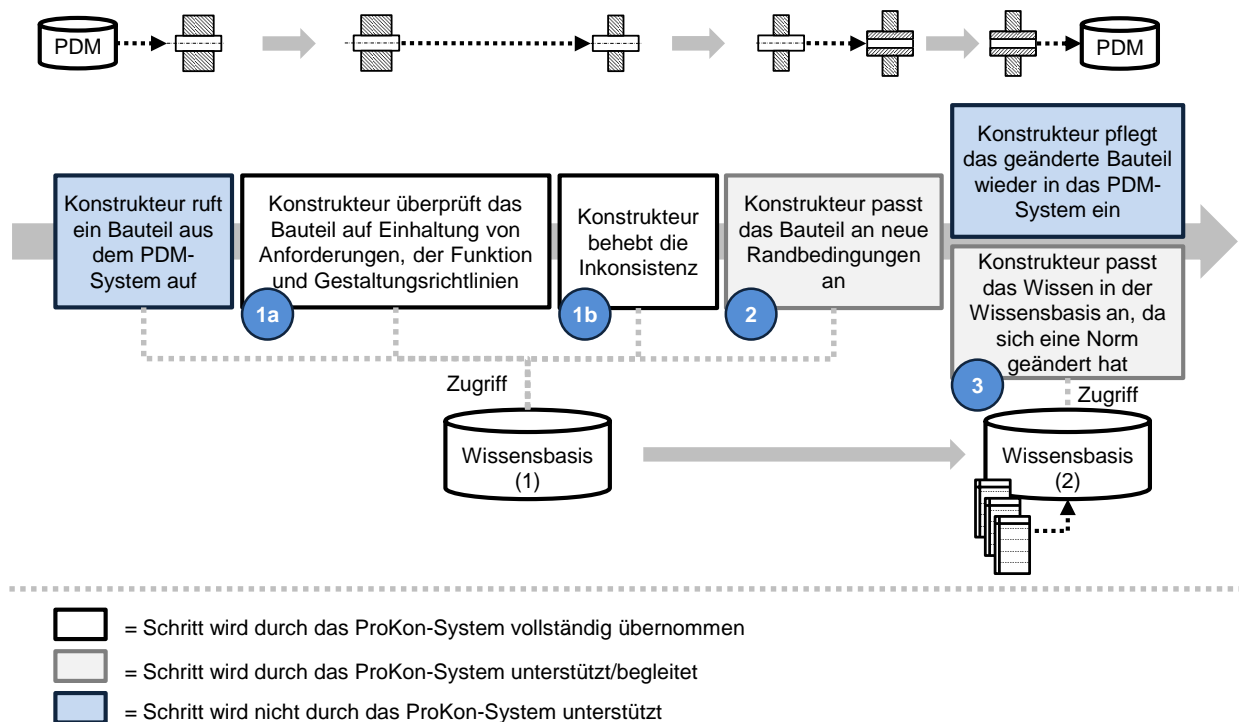 PDM
PDM
Konstrukteur ruft
ein Bauteil aus
dem PDM-
System auf
Konstrukteur überprüft das
Bauteil auf Einhaltung von
Anforderungen, der Funktion
und Gestaltungsrichtlinien
1a
Konstrukteur
behebt die
Inkonsistenz
1b
Konstrukteur passt
das Bauteil an neue
Randbedingungen
an
2
Konstrukteur pflegt
das geänderte Bauteil
wieder in das PDM-
System ein
Konstrukteur passt
das Wissen in der
Wissensbasis an, da
sich eine Norm
geändert hat
3
Zugriff
Zugriff
Wissensbasis
(1)
Wissensbasis
(2)
= Schritt wird durch das ProKon-System vollständig übernommen
= Schritt wird durch das ProKon-System unterstützt/begleitet
= Schritt wird nicht durch das ProKon-System unterstützt